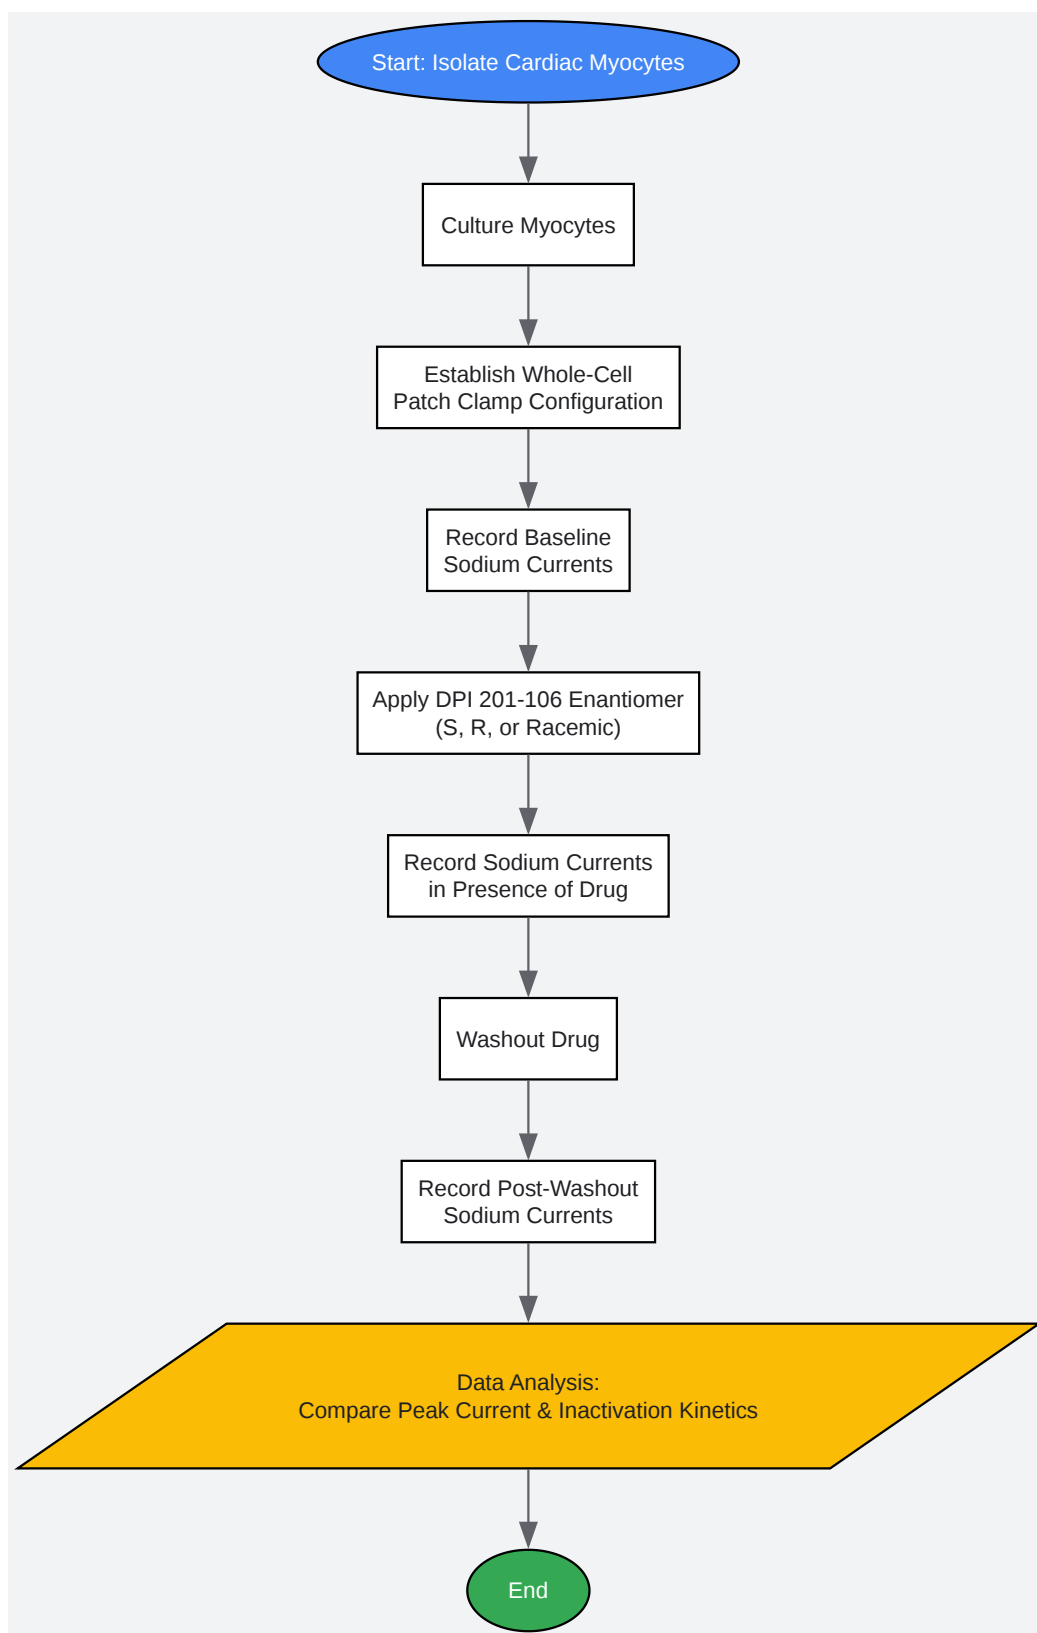 Start: Isolate Cardiac Myocytes
Culture Myocytes
Establish Whole-Cell
Patch Clamp Configuration
Record Baseline
Sodium Currents
Apply DPI 201-106 Enantiomer
(S, R, or Racemic)
Record Sodium Currents
in Presence of Drug
Washout Drug
Record Post-Washout
Sodium Currents
Data Analysis:
Compare Peak Current & Inactivation Kinetics
End